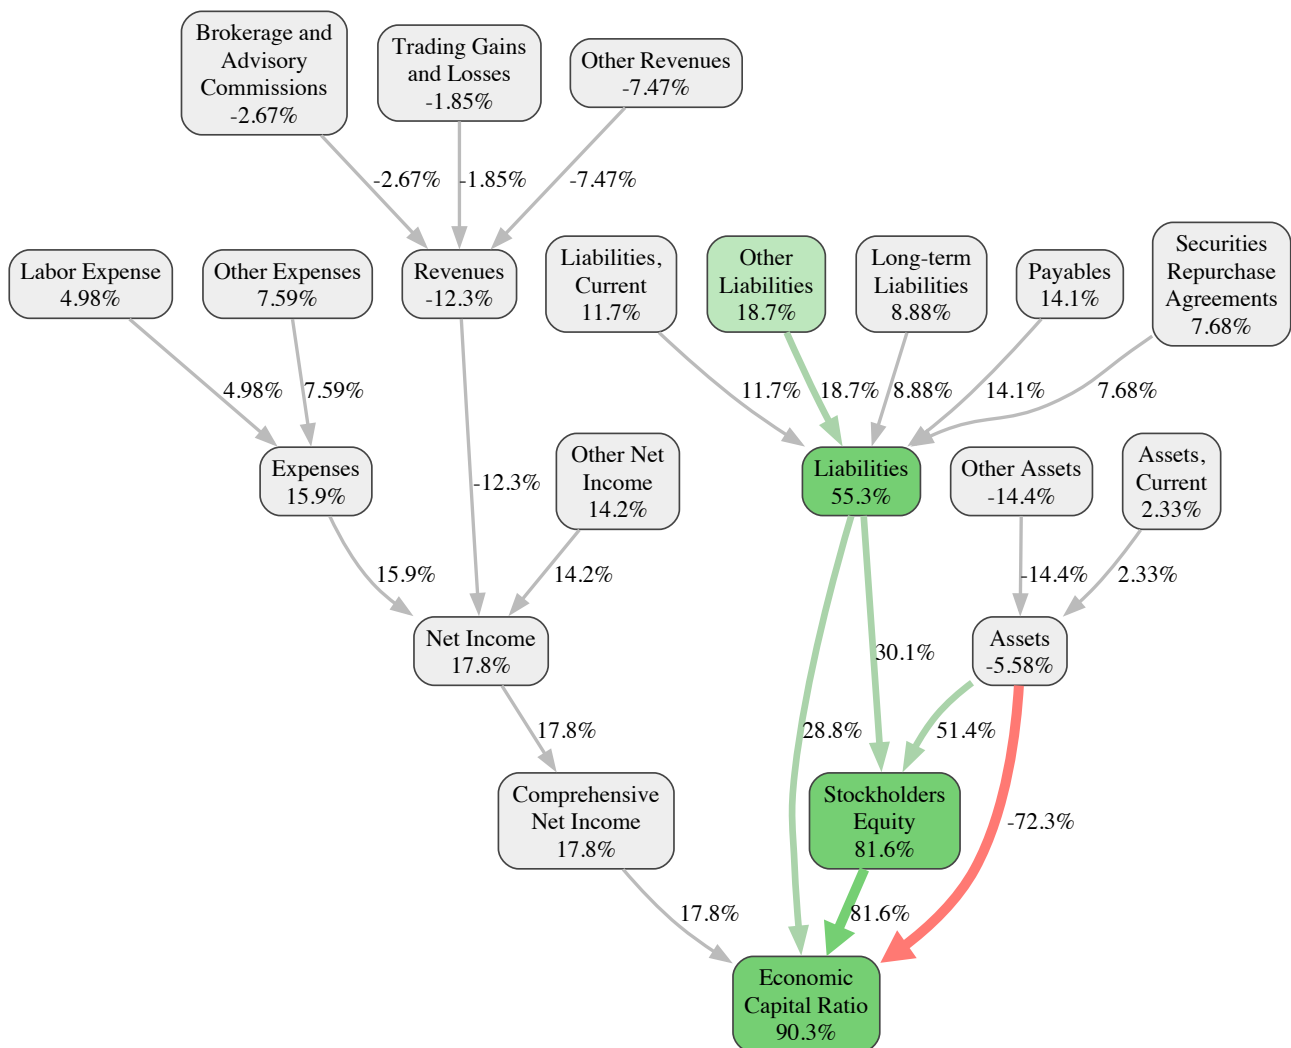 Brokerage and
Advisory
Commissions
-2.67%
Trading Gains
and Losses
-1.85%
Other Revenues
-7.47%
-2.67%
-1.85%
-7.47%
Labor Expense
4.98%
Other Expenses
7.59%
Revenues
-12.3%
Liabilities,
Current
11.7%
Other
Liabilities
18.7%
Long-term
Liabilities
8.88%
Payables
14.1%
Securities
Repurchase
Agreements
7.68%
4.98%
7.59%
11.7%
18.7%
8.88%
14.1%
7.68%
Expenses
15.9%
-12.3%
Other Net
Income
14.2%
Liabilities
55.3%
Other Assets
-14.4%
Assets,
Current
2.33%
15.9%
14.2%
-14.4%
2.33%
Net Income
17.8%
30.1%
Assets
-5.58%
17.8%
28.8%
51.4%
Comprehensive
Net Income
17.8%
Stockholders
Equity
81.6%
-72.3%
17.8%
81.6%
Economic
Capital Ratio
90.3%